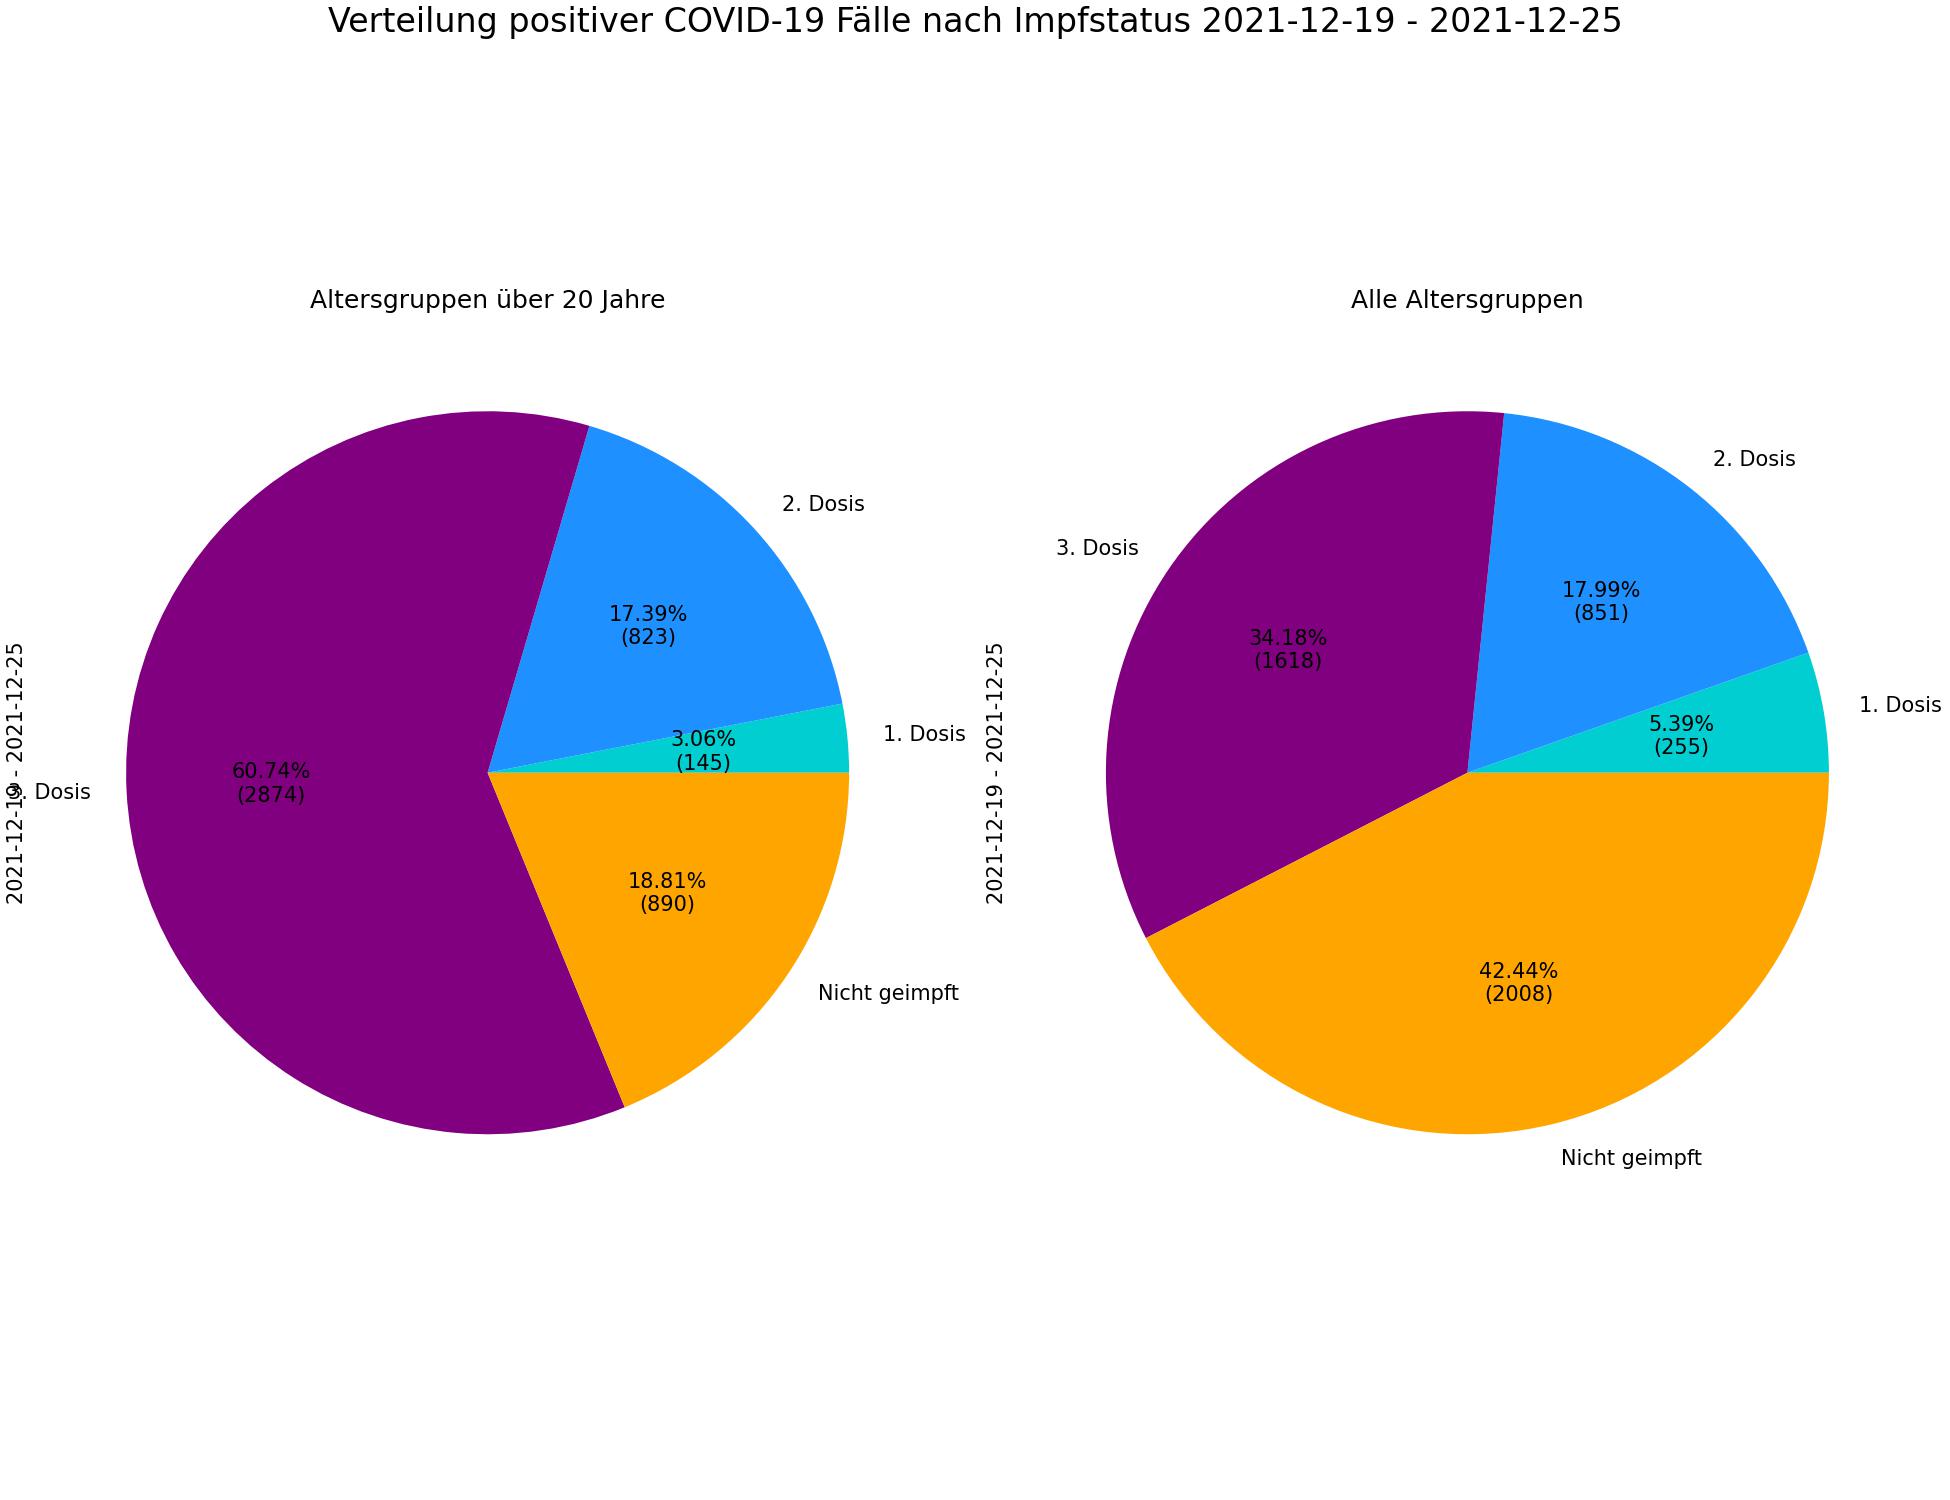 Verteilung positiver COVID-19 Fälle nach Impfstatus 2021-12-19 - 2021-12-25
Altersgruppen über 20 Jahre
2021-12-19 - 2021-12-25
1. Dosis
3.06%
(145)
2. Dosis
17.39%
(823)
3. Dosis
60.74%
(2874)
Nicht geimpft
18.81%
(890)
Alle Altersgruppen
2021-12-19 - 2021-12-25
1. Dosis
5.39%
(255)
2. Dosis
17.99%
(851)
3. Dosis
34.18%
(1618)
Nicht geimpft
42.44%
(2008)